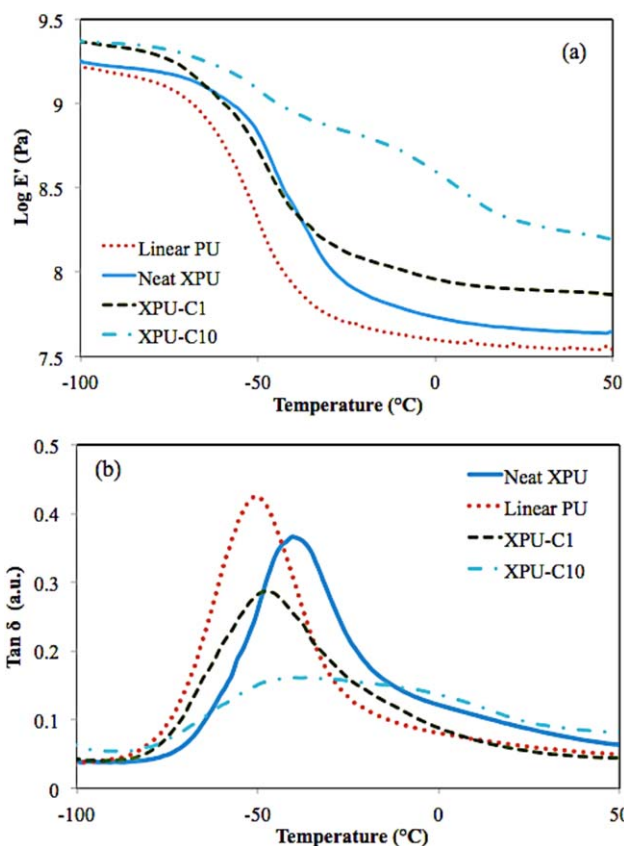 9.5
(a)
9
8.5
8
7.5
Log E' (Pa)
Linear PU
Neat XPU
XPU-C1
XPU-C10
-100
-50
0
50
Temperature (°C)
0.5
(b)
0.4
0.3
0.2
0.1
0
Tan δ (a.u.)
Neat XPU
Linear PU
XPU-C1
XPU-C10
-100
-50
0
50
Temperature (°C)